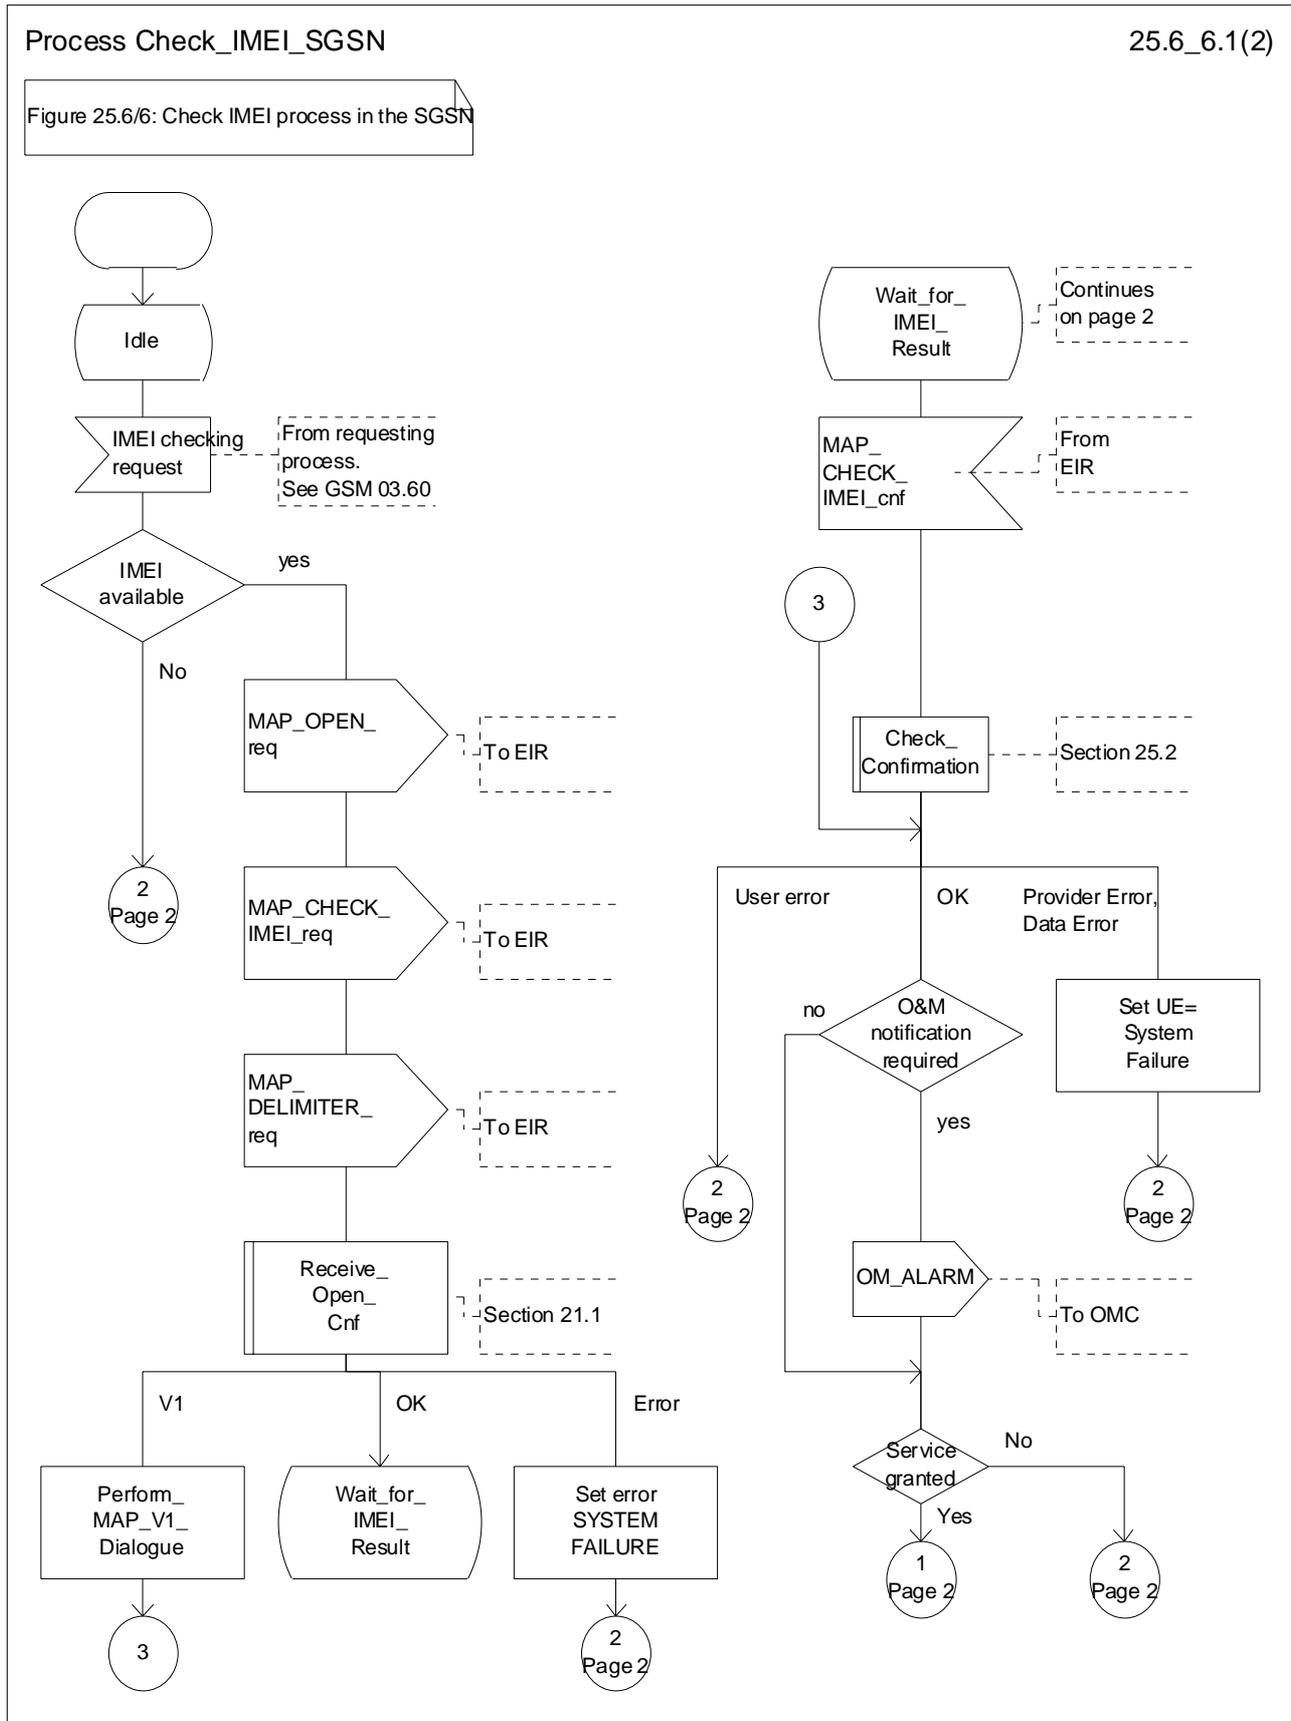 Process Check_IMEI_SGSN
25.6_6.1(2)
Figure 25.6/6: Check IMEI process in the SGSN
Idle
IMEI checking
request
From requesting
process.
See GSM 03.60
IMEI
available
yes
No
2
Page 2
MAP_OPEN_
req
To EIR
MAP_CHECK_
IMEI_req
To EIR
MAP_
DELIMITER_
req
To EIR
Receive_
Open_
Cnf
Section 21.1
V1
OK
Error
Perform_
MAP_V1_
Dialogue
Wait_for_
IMEI_
Result
Set error
SYSTEM
FAILURE
3
2
Page 2
Wait_for_
IMEI_
Result
Continues
on page 2
MAP_
CHECK_
IMEI_cnf
From
EIR
3
Check_
Confirmation
Section 25.2
User error
OK
Provider Error,
Data Error
no
O&M
notification
required
Set UE=
System
Failure
yes
2
Page 2
2
Page 2
OM_ALARM
To OMC
Service
granted
No
Yes
1
Page 2
2
Page 2